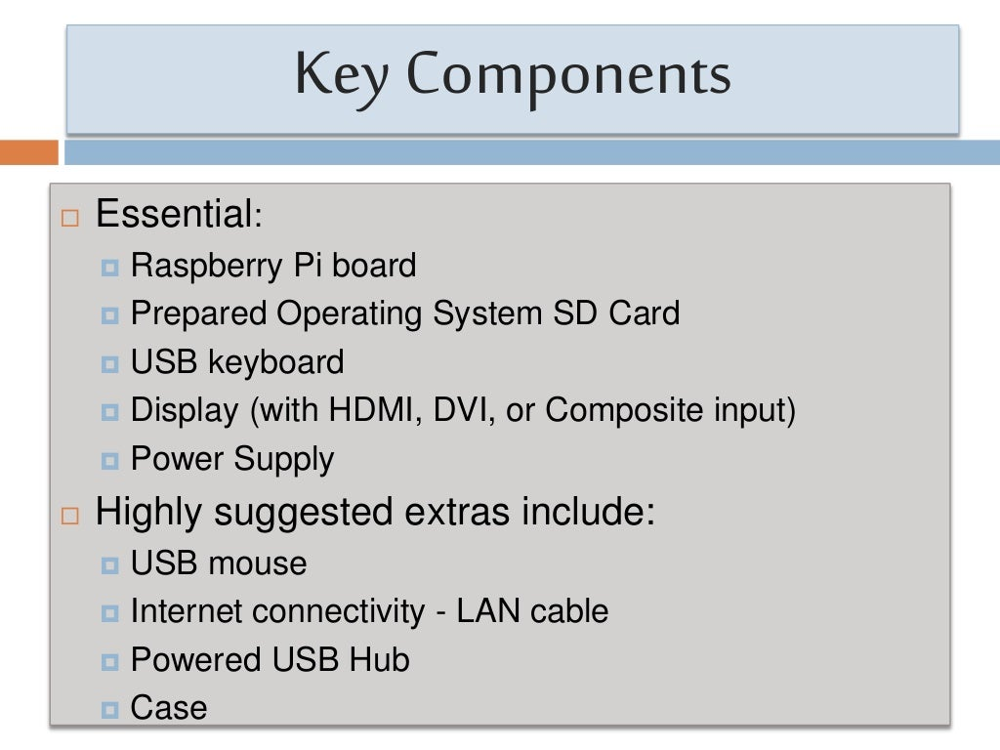 Key Components
Essential:
Raspberry Pi board
Prepared Operating System SD Card
USB keyboard
Display (with HDMI, DVI, or Composite input)
Power Supply
Highly suggested extras include:
USB mouse
Internet connectivity - LAN cable
Powered USB Hub
Case